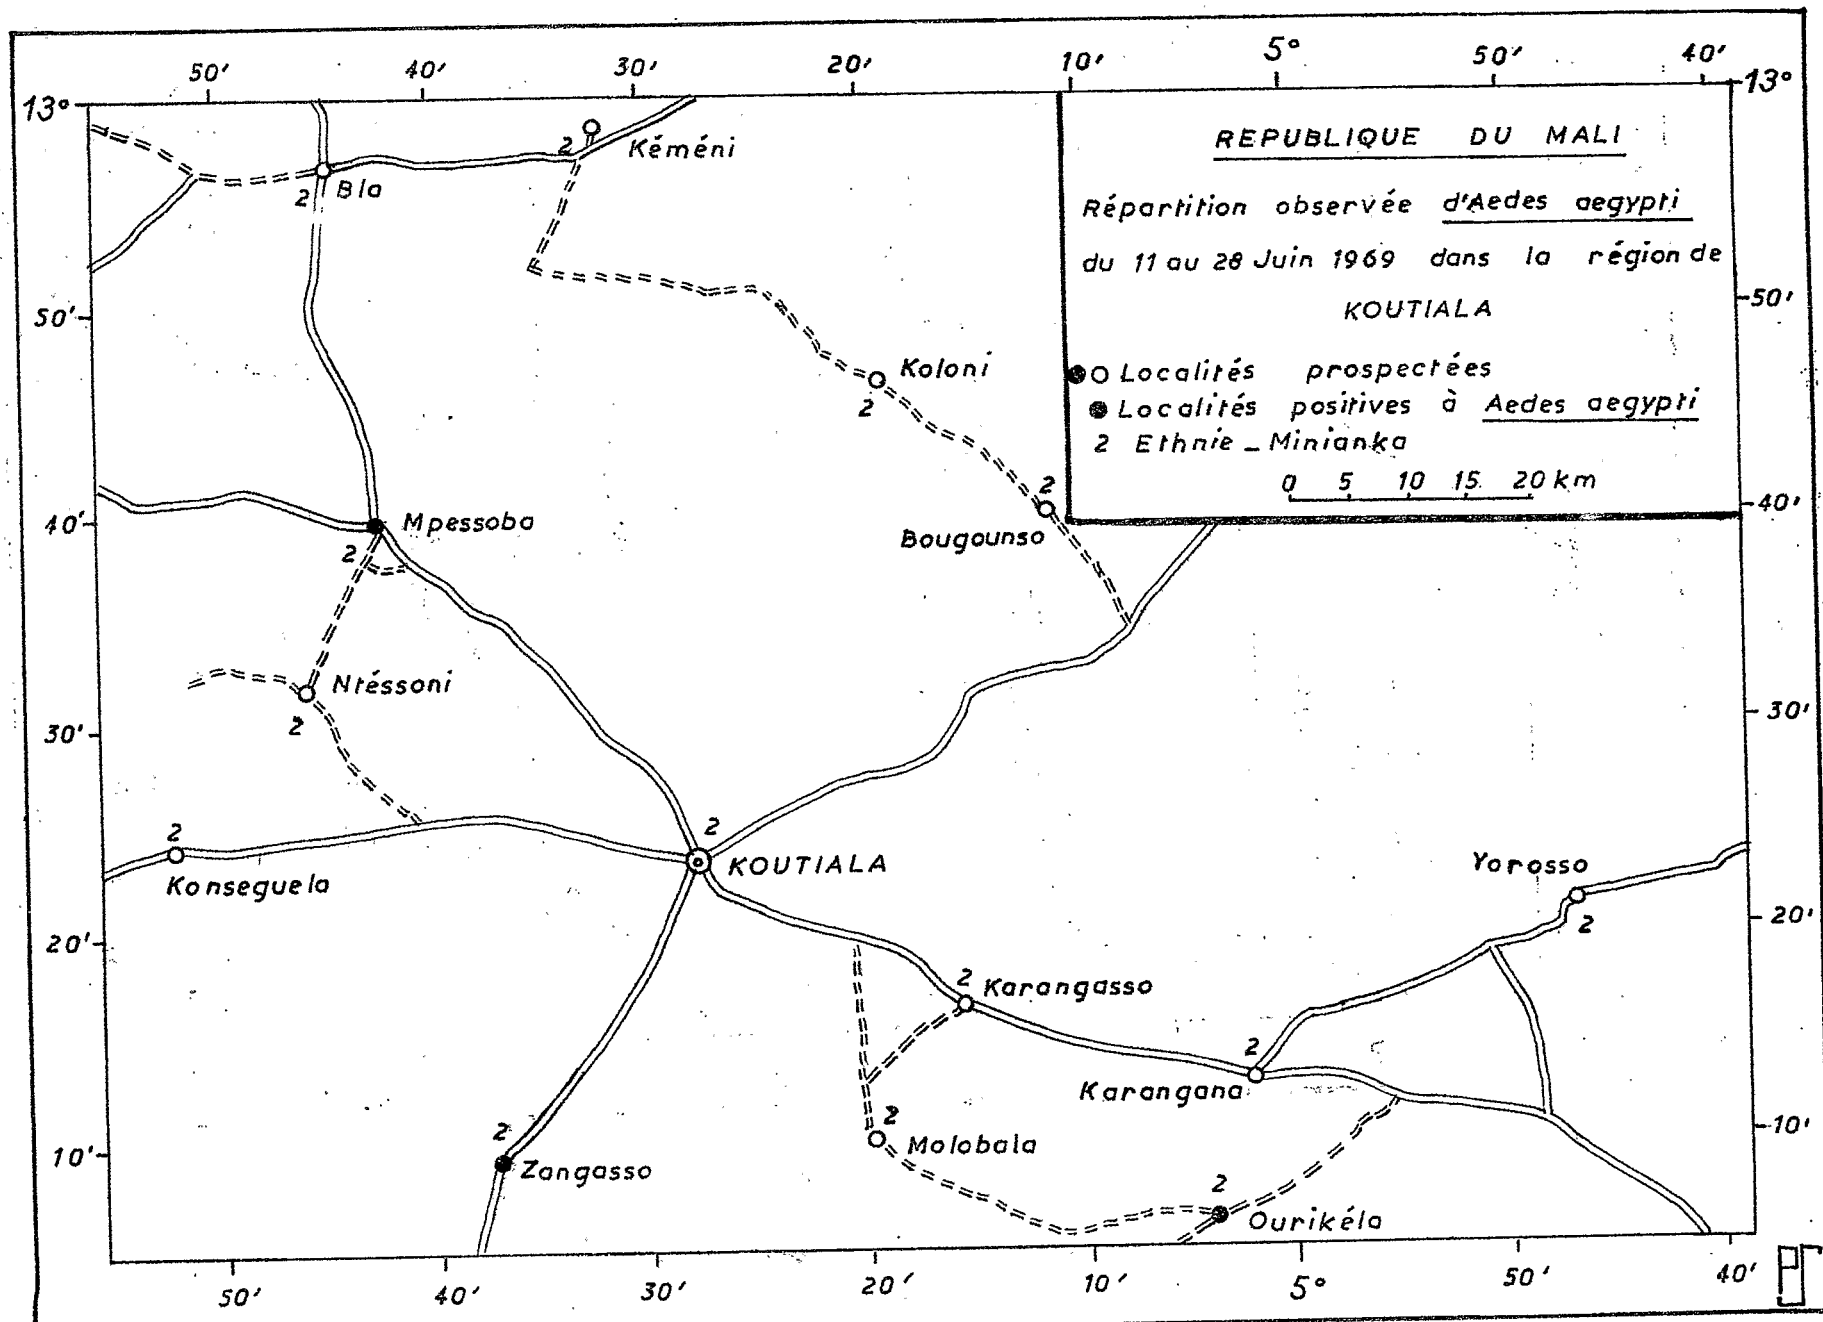 50' 40' 30' 20' 10' 5° 50' 40'
13° 13°
REPUBLIQUE DU MALI
Répartition observée d'Aedes aegypti
du 11 au 28 Juin 1969 dans la région de
KOUTIALA
Localités prospectées
Localités positives à Aedes aegypti
2 Ethnie _ Minianka
0 5 10 15 20 km
2 Kéméni
2 Bla
50' 50'
Koloni
2
40' 40'
Mpessoba
2
2
Bougounso
Ntéssoni
2
30' 30'
2
Konseguela
2
KOUTIALA
Yorosso
2
20' 20'
2
Karangasso
2
Karangana
10' 10'
2
Molobala
2
Zangasso
2
Ourikéla
50' 40' 30' 20' 10' 5° 50' 40'